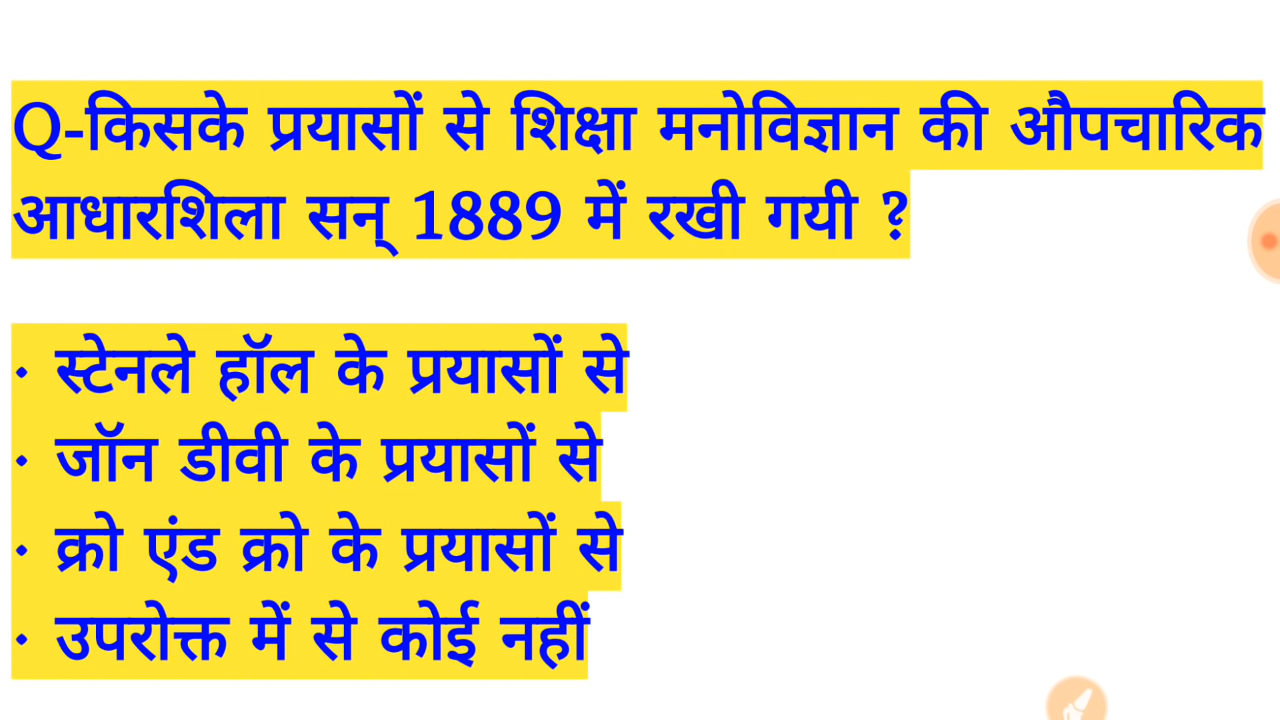 Q-किसके प्रयासों से शिक्षा मनोविज्ञान की औपचारिक
आधारशिला सन् 1889 में रखी गयी ?
· स्टेनले हॉल के प्रयासों से
· जॉन डीवी के प्रयासों से
· क्रो एंड क्रो के प्रयासों से
· उपरोक्त में से कोई नहीं